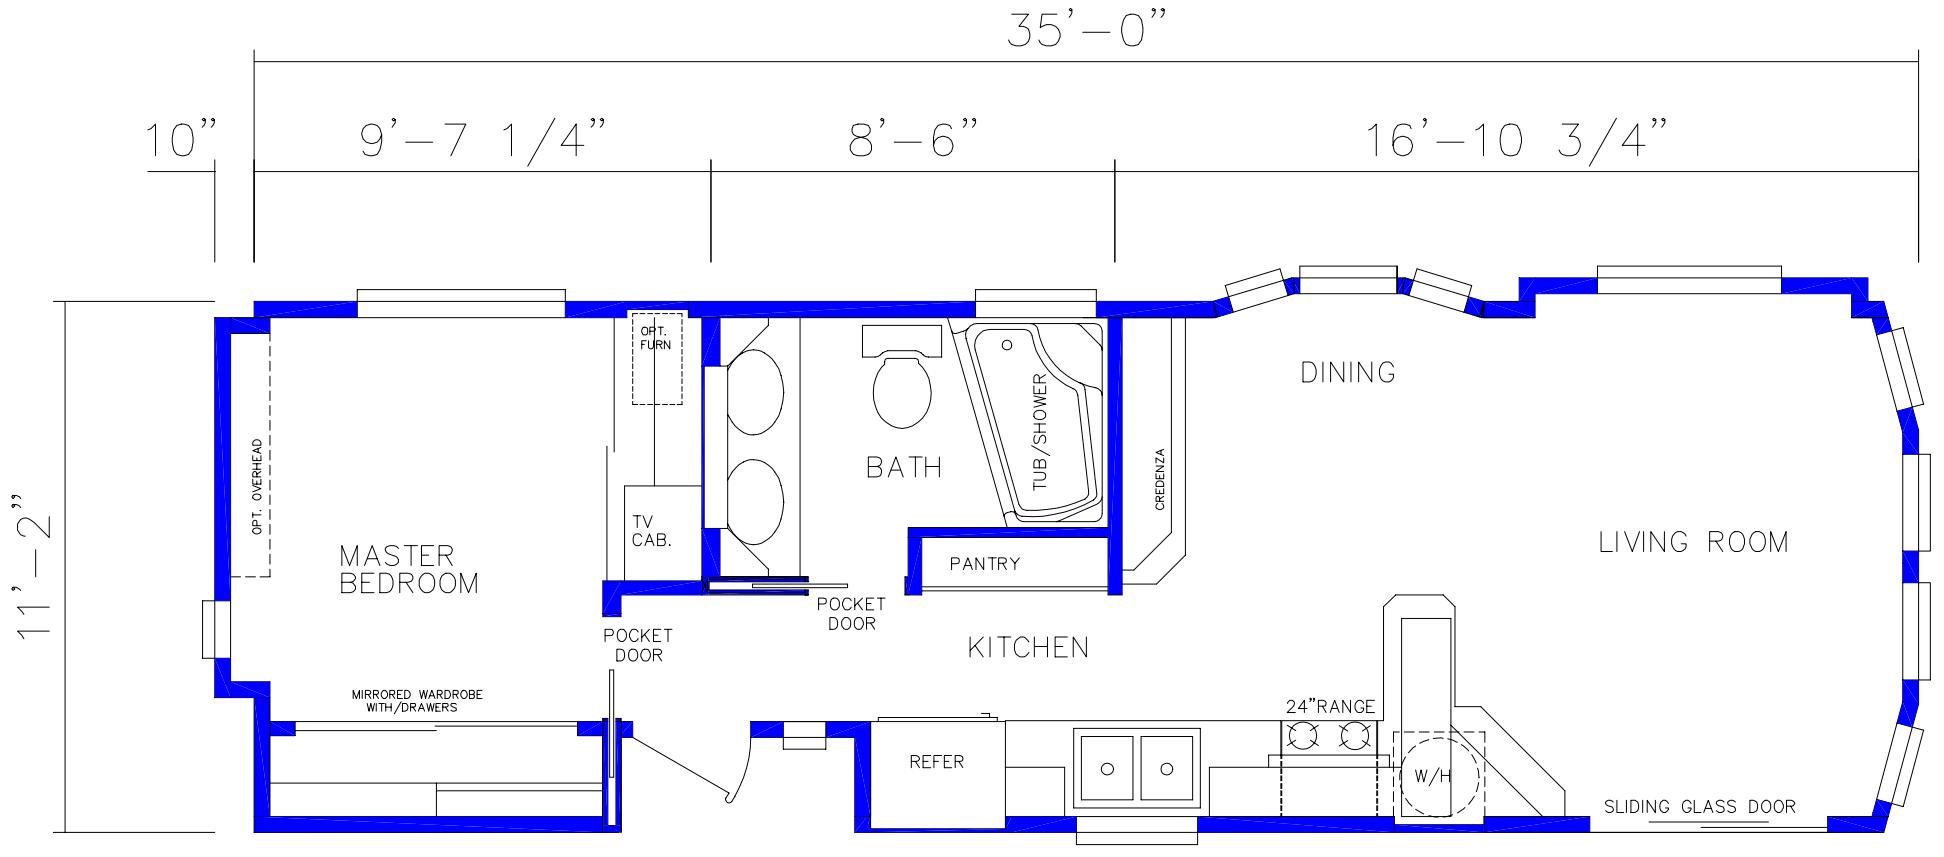 35'-0"
10"
9'-7 1/4"
8'-6"
16'-10 3/4"
11'-2"
OPT.
FURN
OPT. OVERHEAD
TV
CAB.
MASTER
BEDROOM
BATH
TUB/SHOWER
CREDENZA
DINING
LIVING ROOM
PANTRY
POCKET
DOOR
POCKET
DOOR
KITCHEN
MIRRORED WARDROBE
WITH/DRAWERS
REFER
24"RANGE
W/H
SLIDING GLASS DOOR